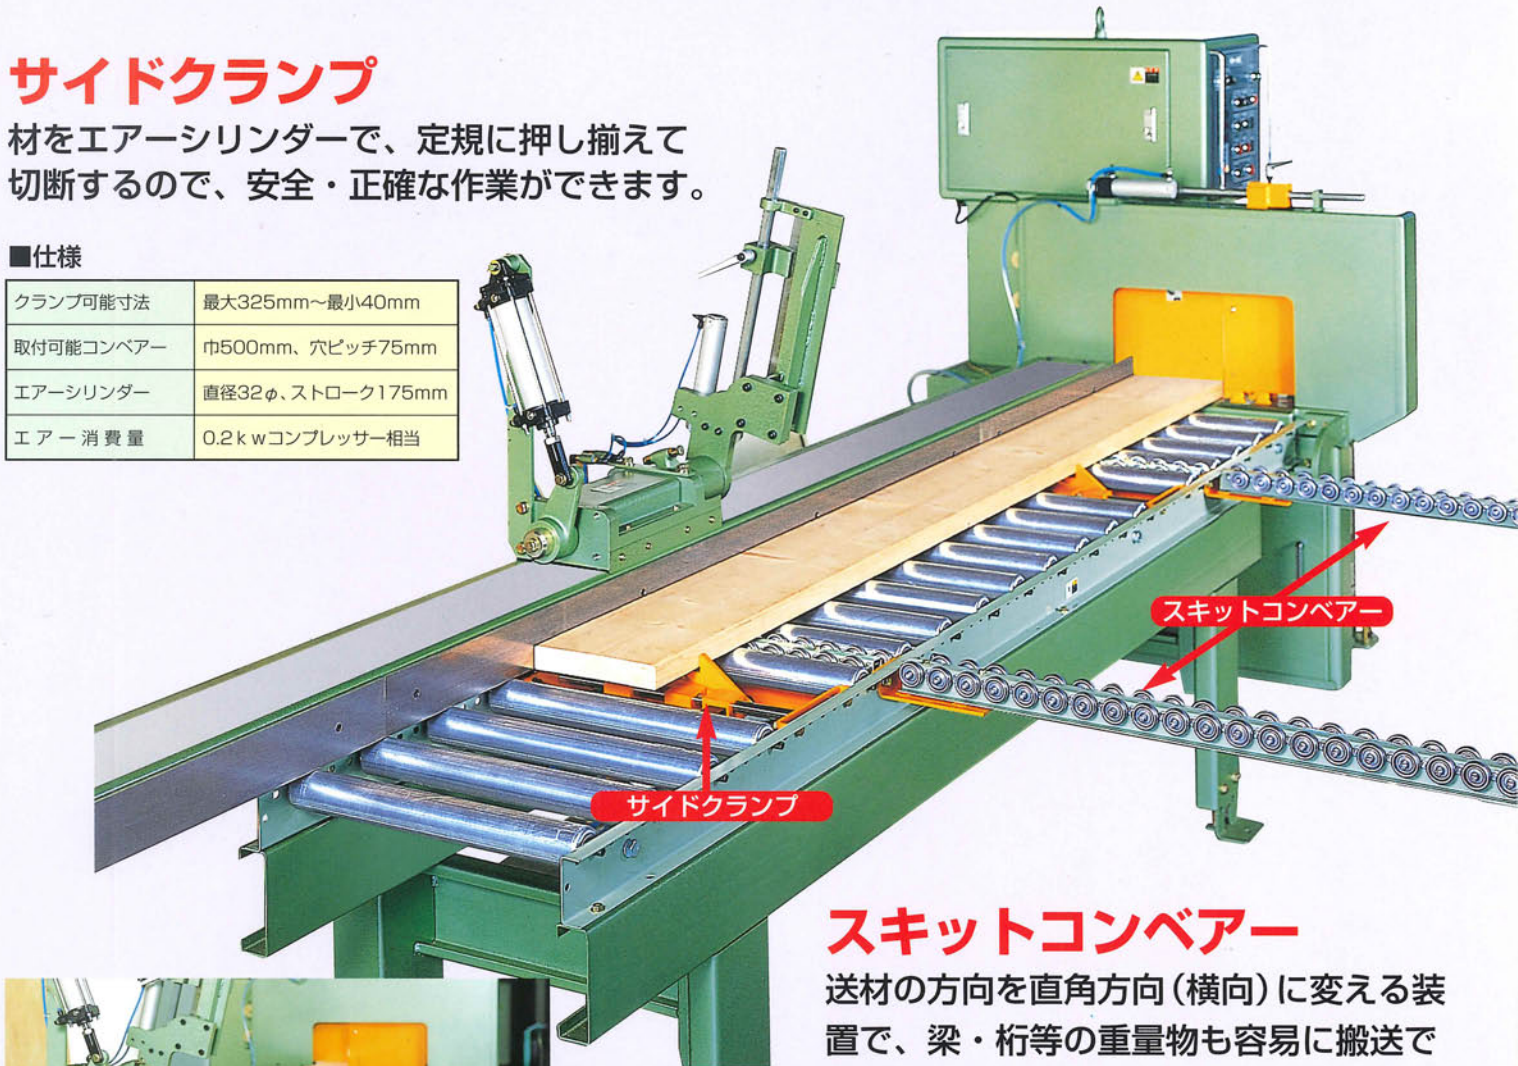 サイドクランプ
材をエアーシリンダーで、定規に押し揃えて
切断するので、安全・正確な作業ができます。
■仕様
クランプ可能寸法 最大325mm～最小40mm
取付可能コンベアー 巾500mm、穴ピッチ75mm
エアーシリンダー 直径32φ、ストローク175mm
エアー消費量 0.2kwコンプレッサー相当
スキットコンベアー
サイドクランプ
スキットコンベアー
送材の方向を直角方向(横向)に変える装
置で、梁・桁等の重量物も容易に搬送で